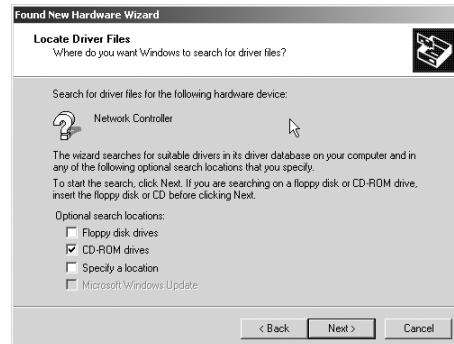 Found New Hardware Wizard
Locate Driver Files
Where do you want Windows to search for driver files?
Search for driver files for the following hardware device:
Network Controller
The wizard searches for suitable drivers in its driver database on your computer and in
any of the following optional search locations that you specify.
To start the search, click Next. If you are searching on a floppy disk or CD-ROM drive,
insert the floppy disk or CD before clicking Next.
Optional search locations:
Floppy disk drives
CD-ROM drives
Specify a location
Microsoft Windows Update
< Back
Next >
Cancel